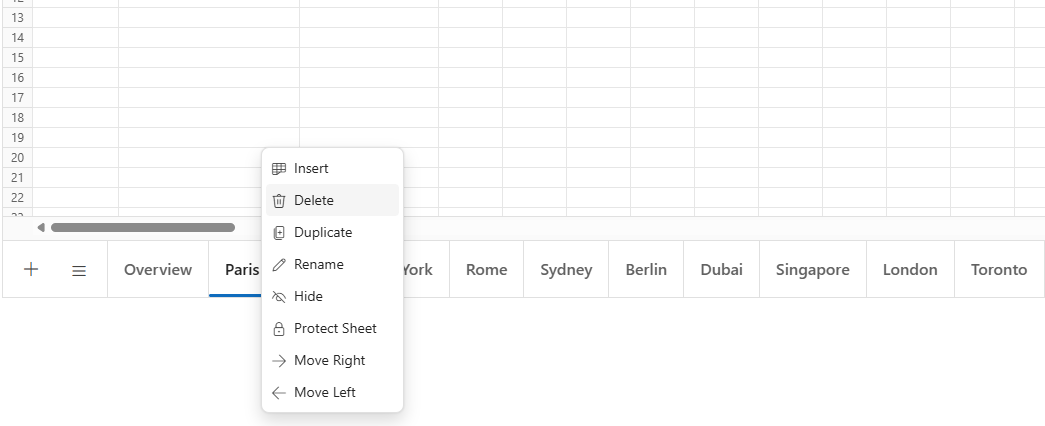 13
14
15
16
17
18
19
20
21
22
Insert
Delete
Duplicate
Rename
Hide
Protect Sheet
Move Right
Move Left
Overview Paris York Rome Sydney Berlin Dubai Singapore London Toronto